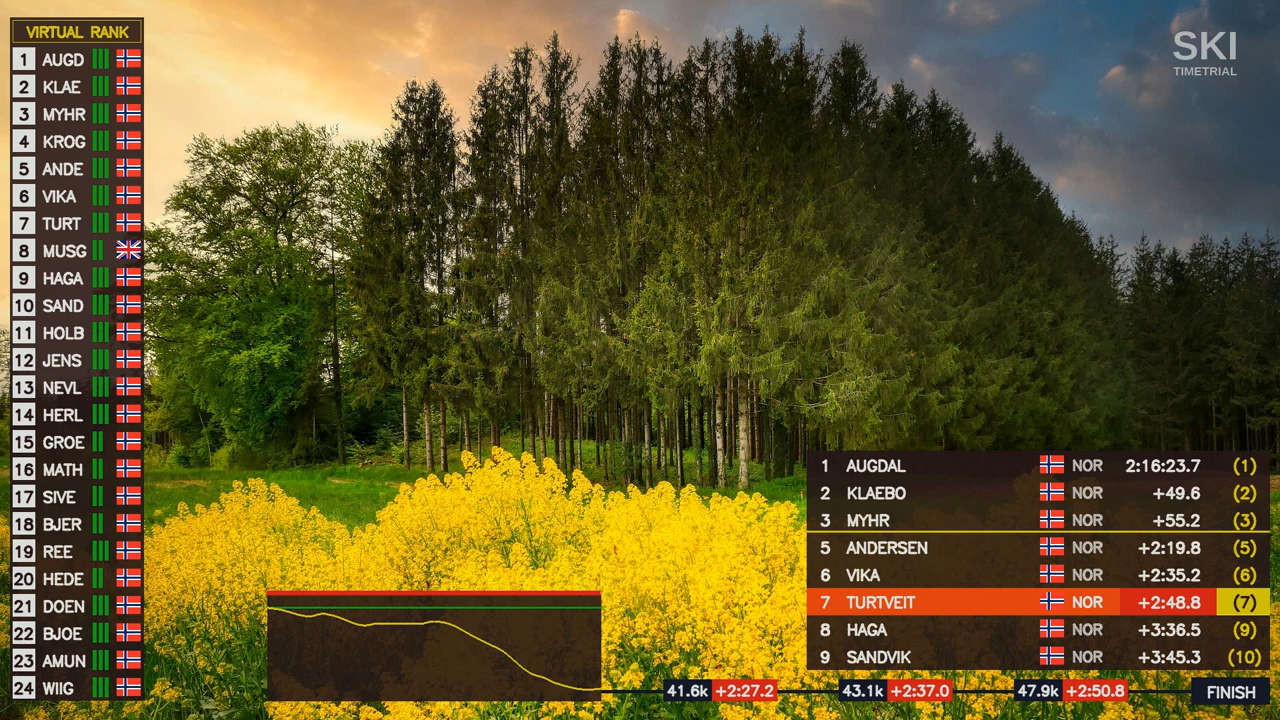 VIRTUAL RANK
1 AUGD
2 KLAE
3 MYHR
4 KROG
5 ANDE
6 VIKA
7 TURT
8 MUSG
9 HAGA
10 SAND
11 HOLB
12 JENS
13 NEVL
14 HERL
15 GROE
16 MATH
17 SIVE
18 BJER
19 REE
20 HEDE
21 DOEN
22 BJOE
23 AMUN
24 WIIG
SKI
TIMETRIAL
1 AUGDAL NOR 2:16:23.7 (1)
2 KLAEBO NOR +49.6 (2)
3 MYHR NOR +55.2 (3)
5 ANDERSEN NOR +2:19.8 (5)
6 VIKA NOR +2:35.2 (6)
7 TURTVEIT NOR +2:48.8 (7)
8 HAGA NOR +3:36.5 (9)
9 SANDVIK NOR +3:45.3 (10)
41.6k +2:27.2 43.1k +2:37.0 47.9k +2:50.8 FINISH